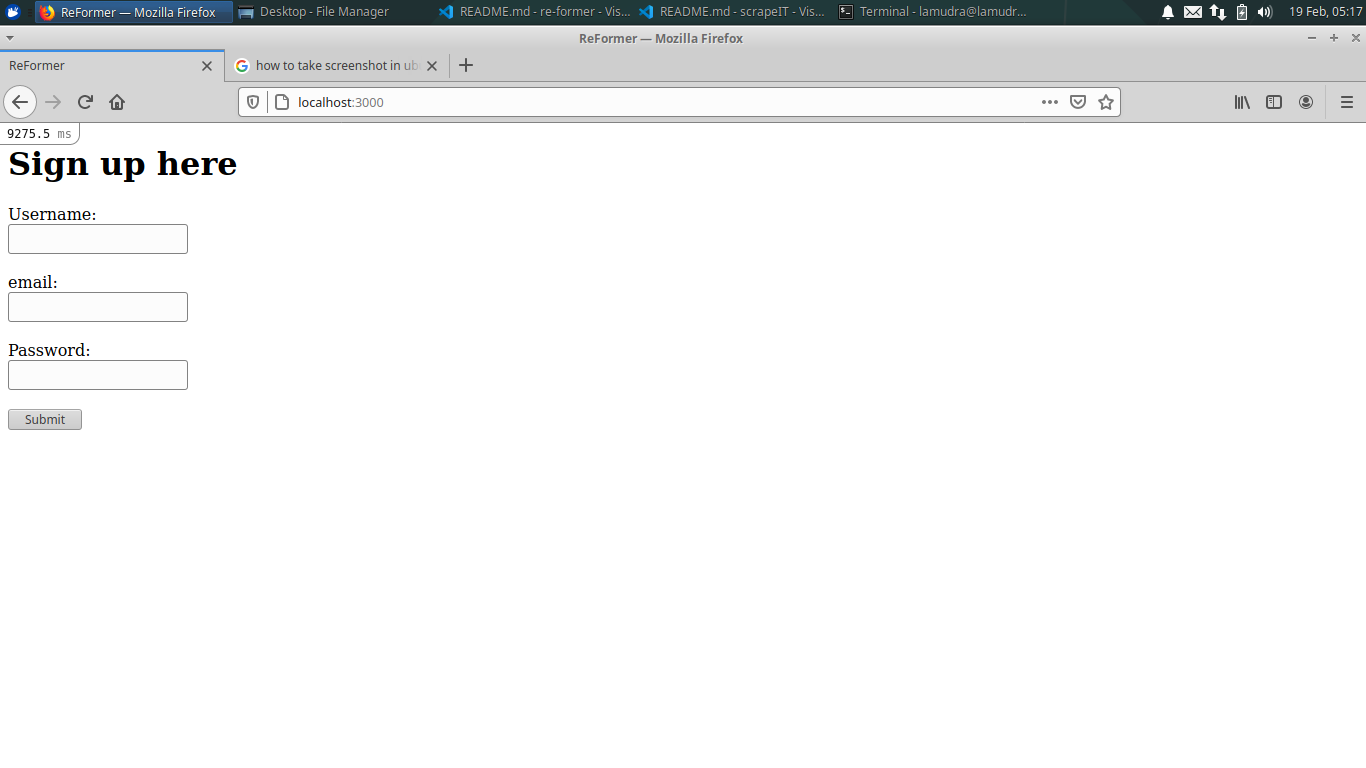 ReFormer — Mozilla Firefox
Desktop - File Manager
README.md - re-former - Vis...
README.md - scrapeIT - Vis...
Terminal - lamudra@lamudr...
19 Feb, 05:17
ReFormer — Mozilla Firefox
ReFormer
how to take screenshot in ub
localhost:3000
9275.5 ms
Sign up here
Username:
email:
Password:
Submit